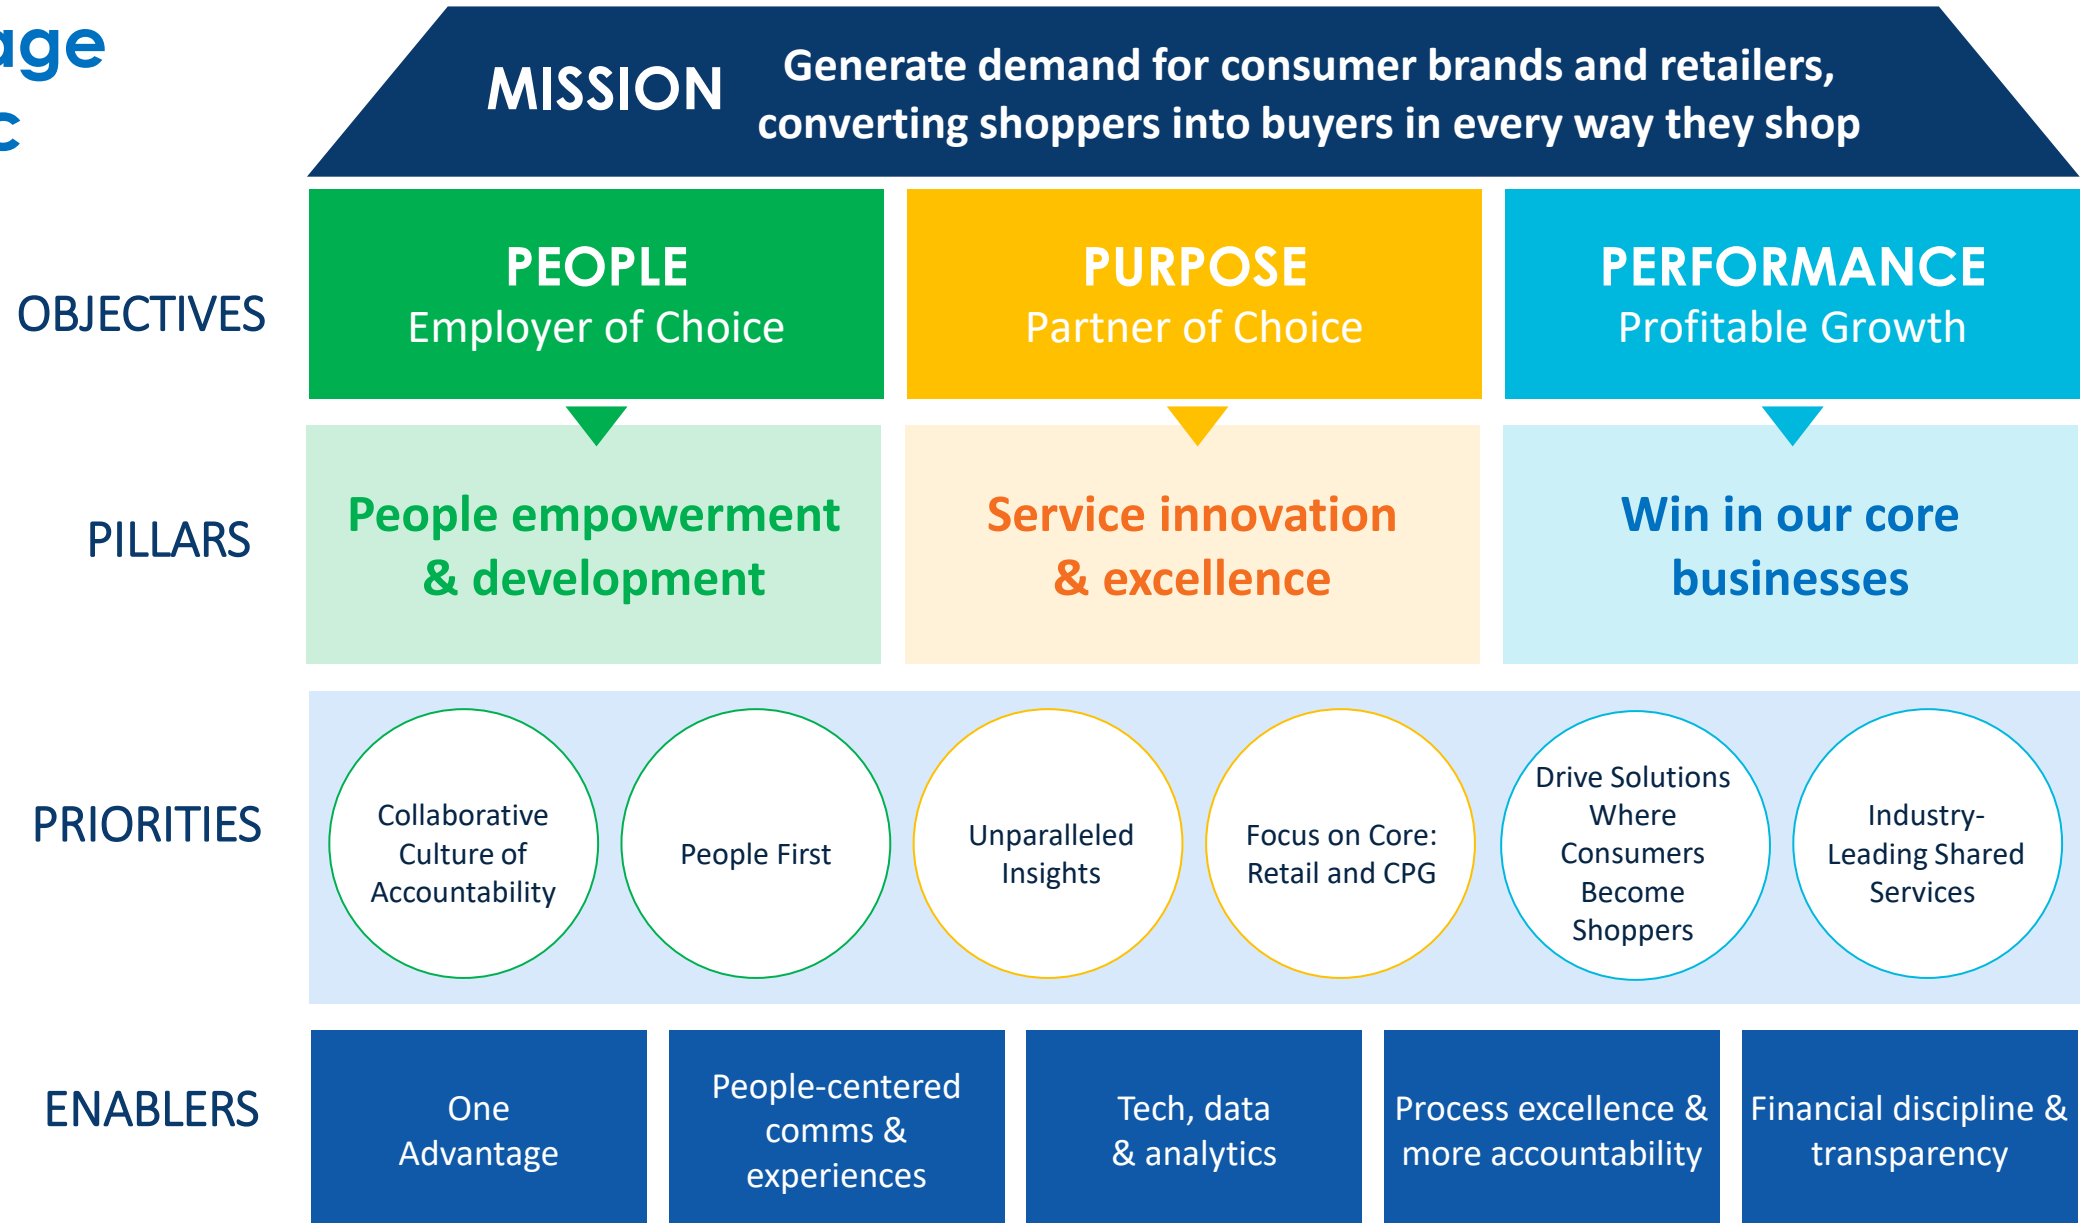 MISSION
Generate demand for consumer brands and retailers,
converting shoppers into buyers in every way they shop
OBJECTIVES
PEOPLE
Employer of Choice
PURPOSE
Partner of Choice
PERFORMANCE
Profitable Growth
PILLARS
People empowerment
& development
Service innovation
& excellence
Win in our core
businesses
PRIORITIES
Collaborative
Culture of
Accountability
People First
Unparalleled
Insights
Focus on Core:
Retail and CPG
Drive Solutions
Where
Consumers
Become
Shoppers
Industry-
Leading Shared
Services
ENABLERS
One
Advantage
People-centered
comms &
experiences
Tech, data
& analytics
Process excellence &
more accountability
Financial discipline &
transparency